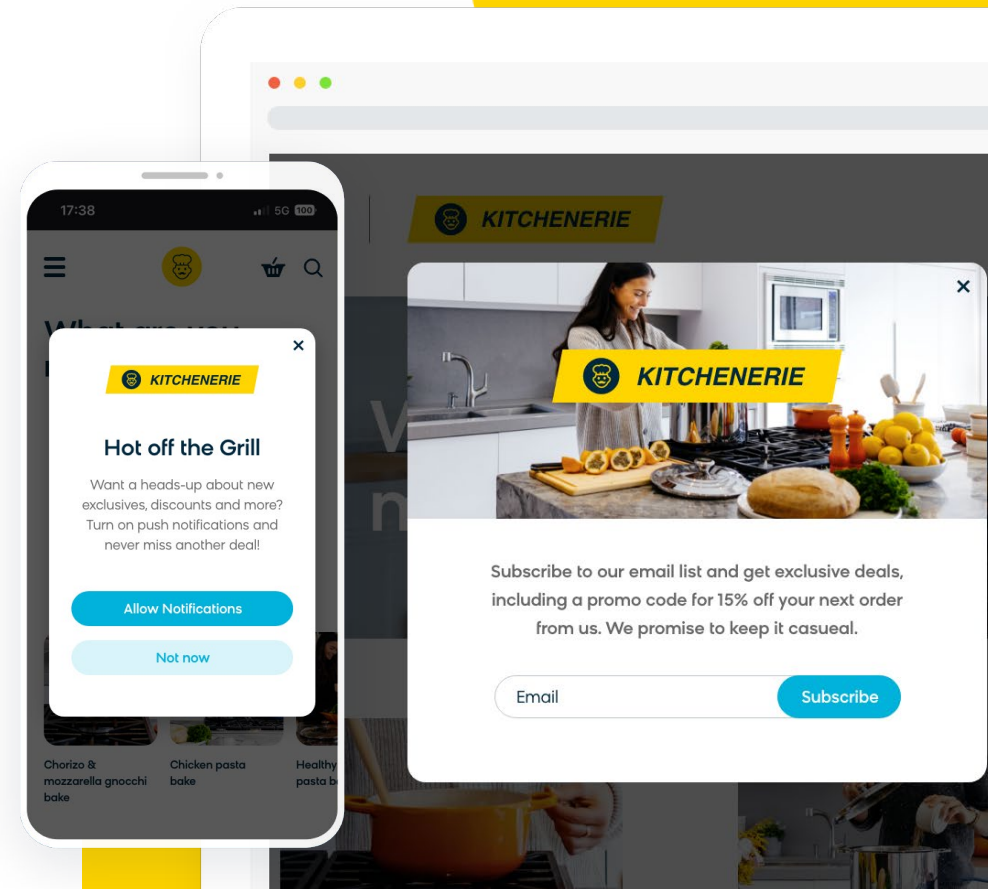 17:38
5G 100
What are you
KITCHENERIE
Hot off the Grill
Want a heads-up about new
exclusives, discounts and more?
Turn on push notifications and
never miss another deal!
Allow Notifications
Not now
Chorizo &
mozzarella gnocchi
bake
Chicken pasta
bake
Healthy
pasta b
KITCHENERIE
KITCHENERIE
Subscribe to our email list and get exclusive deals,
including a promo code for 15% off your next order
from us. We promise to keep it casueal.
Email
Subscribe